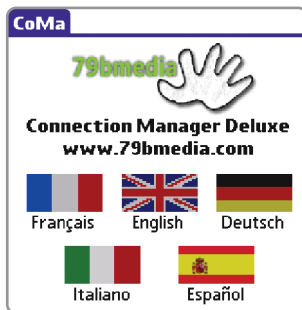 CoMa
79bmedia
Connection Manager Deluxe
www.79bmedia.com
Français English Deutsch
Italiano Español